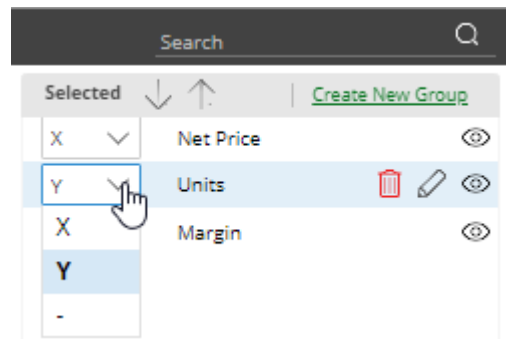 Search
Selected Create New Group
X Net Price
Y Units
X Margin
Y
-